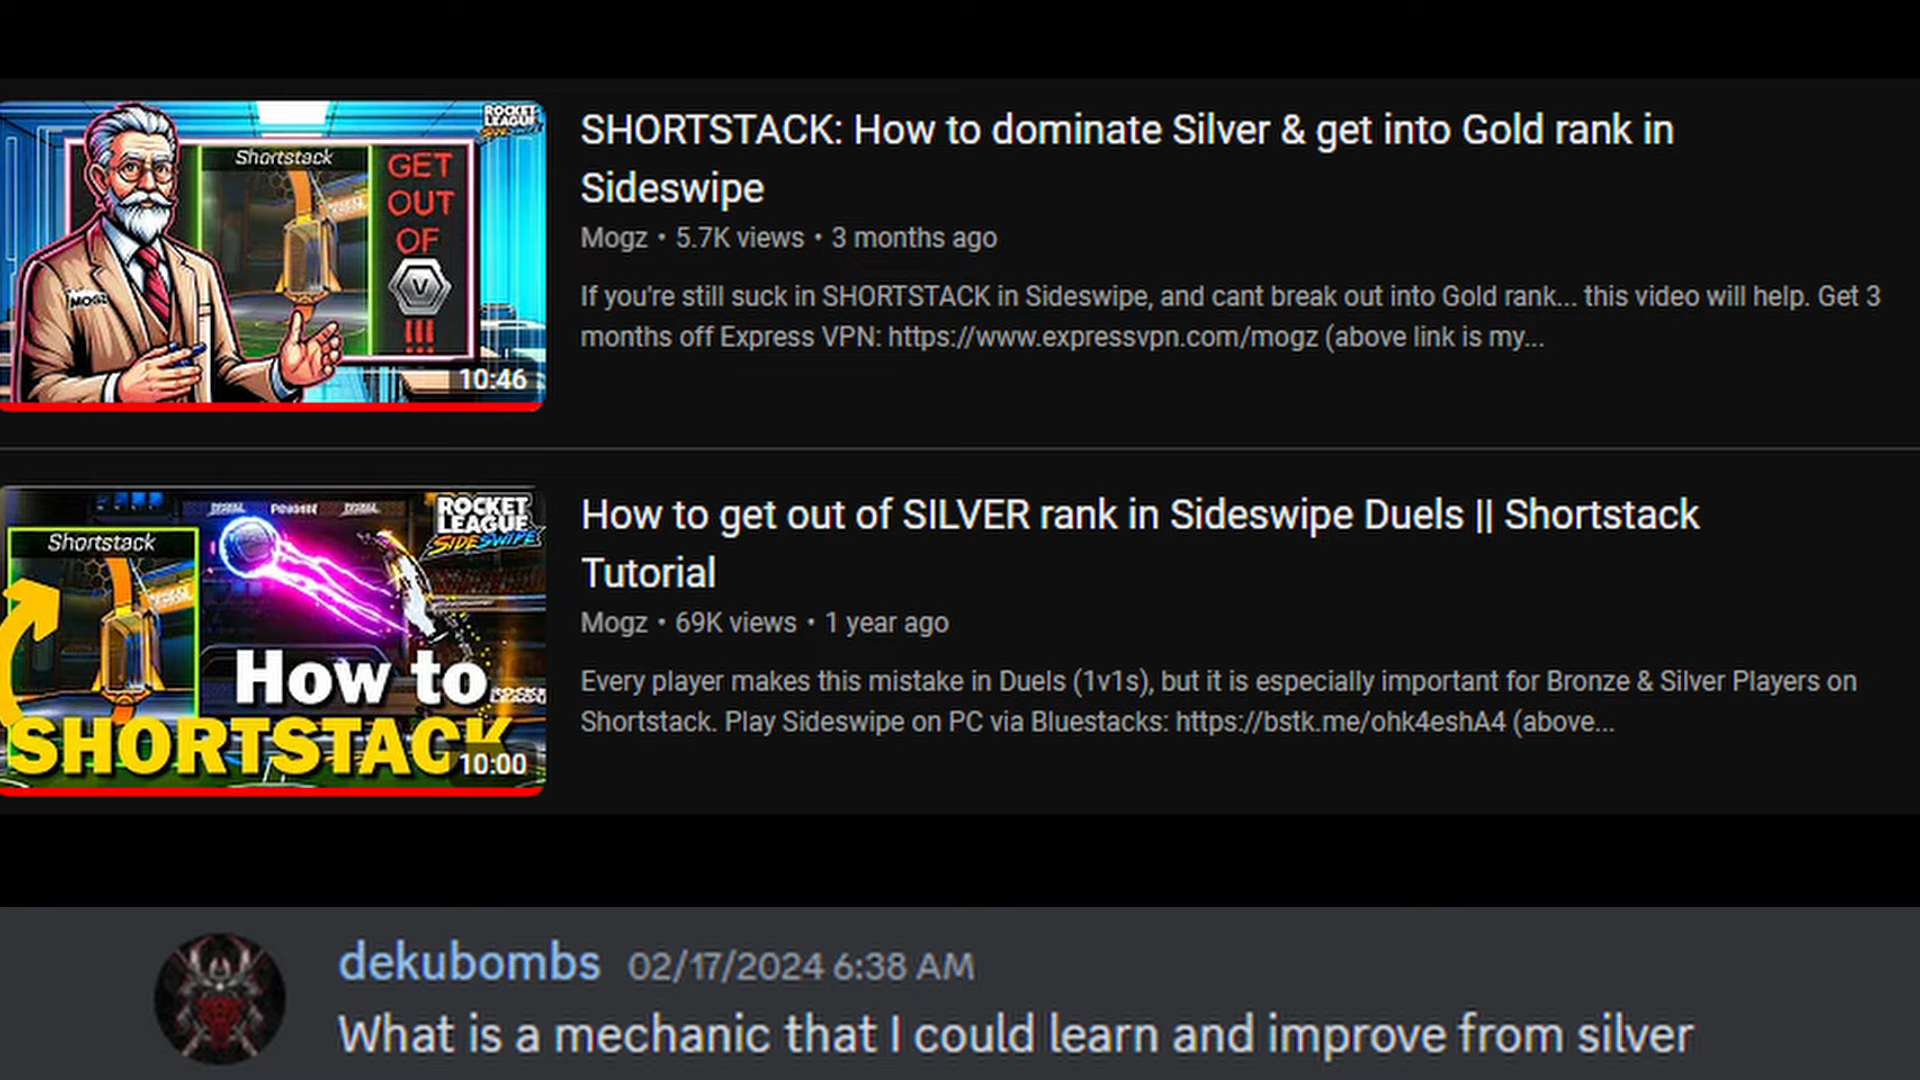 ROCKET
LEAGUE
SIDESWIPE
Shortstack
GET
OUT
OF
V
!!!
MOGZ
10:46
SHORTSTACK: How to dominate Silver & get into Gold rank in
Sideswipe
Mogz • 5.7K views • 3 months ago
If you're still suck in SHORTSTACK in Sideswipe, and cant break out into Gold rank... this video will help. Get 3
months off Express VPN: https://www.expressvpn.com/mogz (above link is my...
ROCKET
LEAGUE
SIDESWIPE
Shortstack
How to
SHORTSTACK
10:00
How to get out of SILVER rank in Sideswipe Duels || Shortstack
Tutorial
Mogz • 69K views • 1 year ago
Every player makes this mistake in Duels (1v1s), but it is especially important for Bronze & Silver Players on
Shortstack. Play Sideswipe on PC via Bluestacks: https://bstk.me/ohk4eshA4 (above...
dekubombs 02/17/2024 6:38 AM
What is a mechanic that I could learn and improve from silver